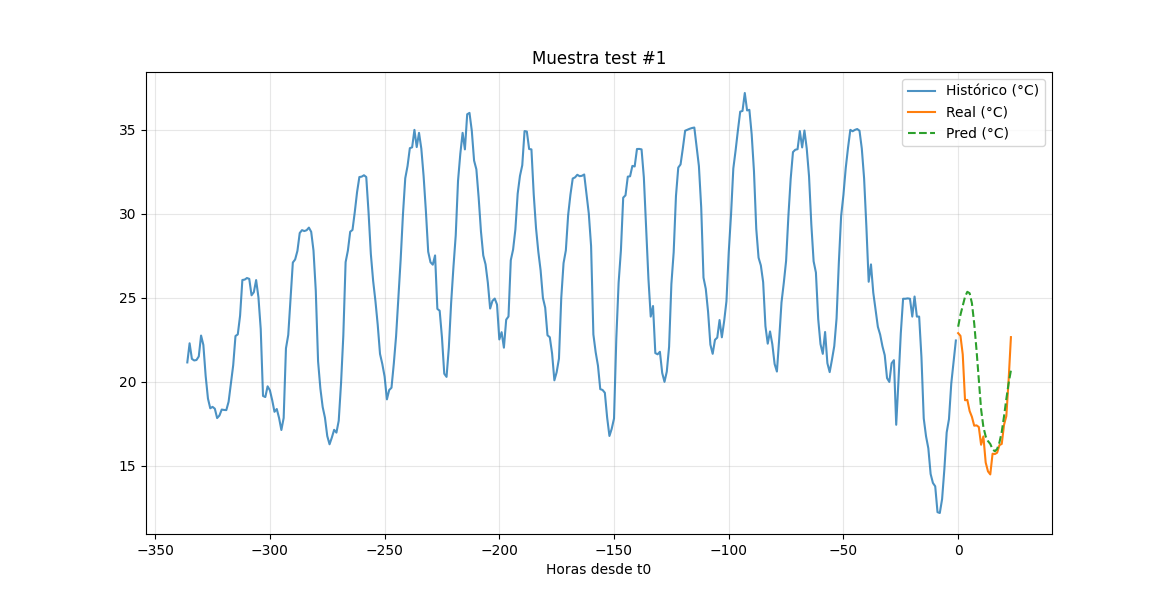 Muestra test #1
Histórico (°C)
Real (°C)
Pred (°C)
35
30
25
20
15
−350
−300
−250
−200
−150
−100
−50
0
Horas desde t0